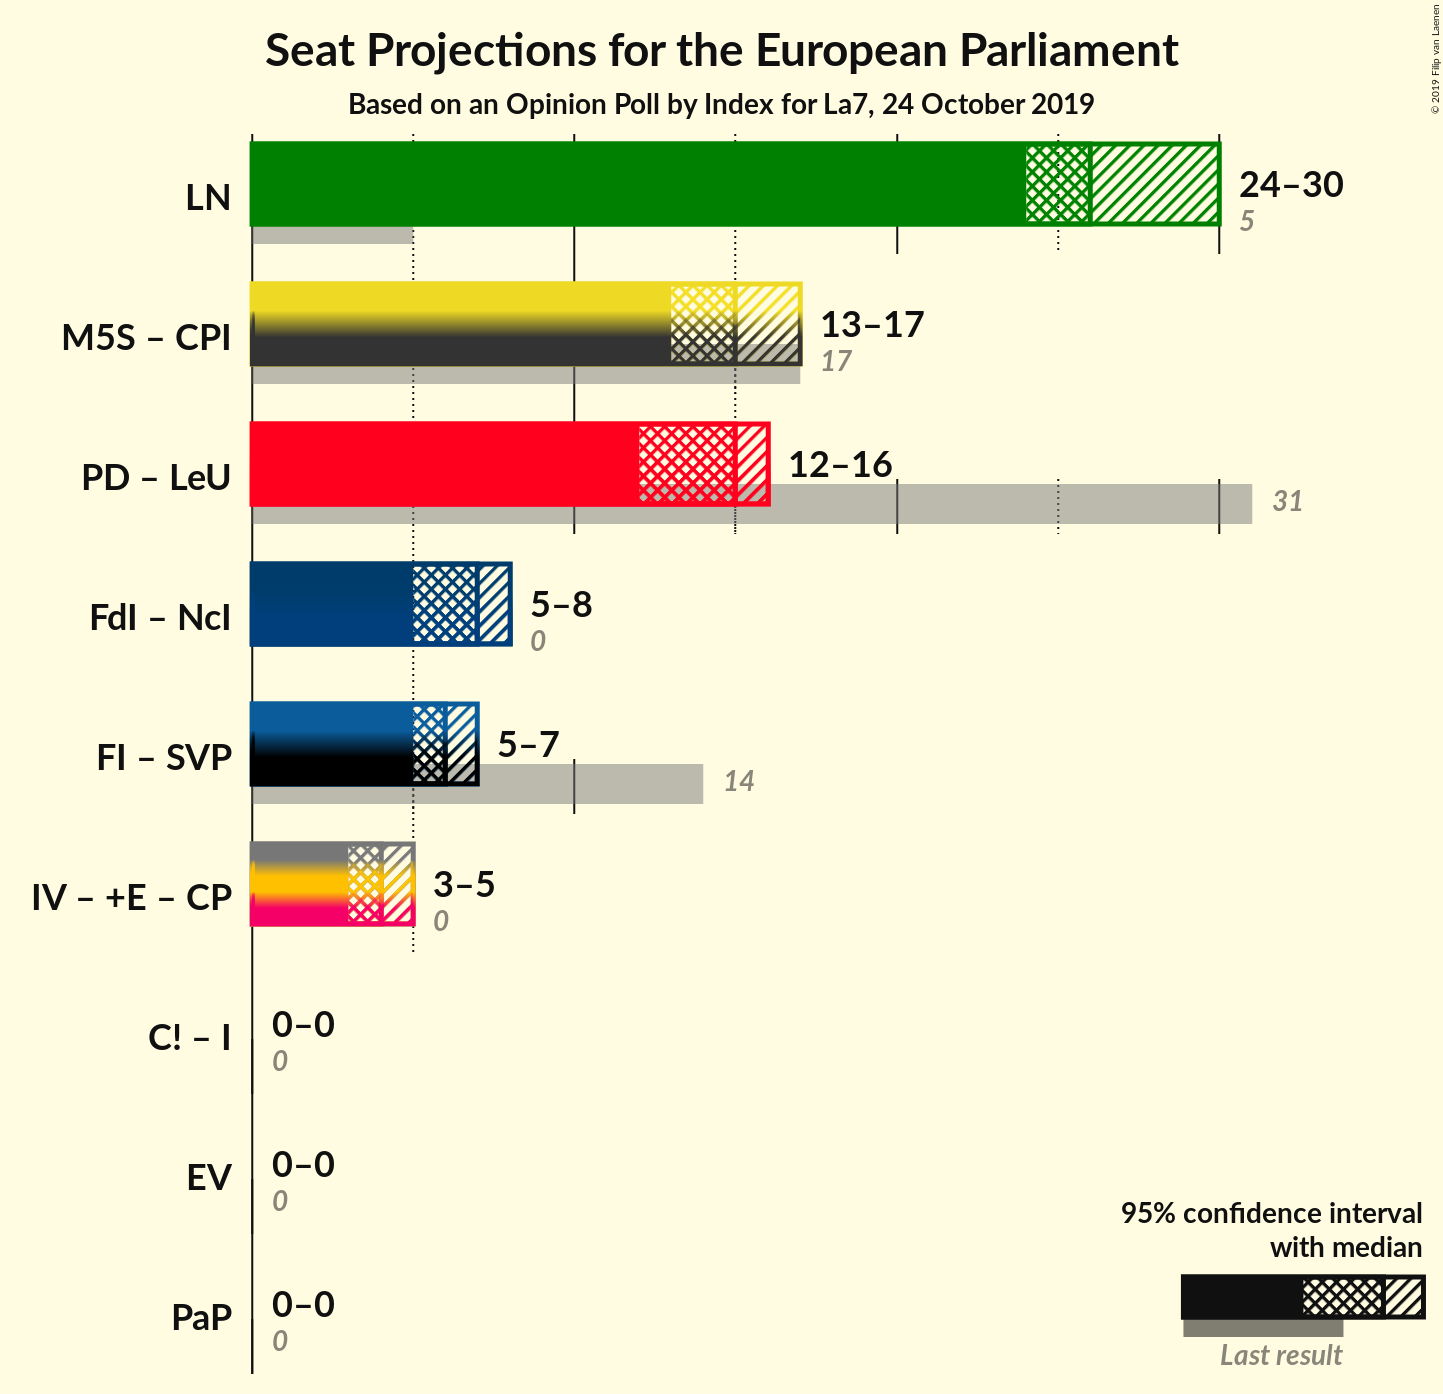 Seat Projections for the European Parliament
Based on an Opinion Poll by Index for La7, 24 October 2019
© 2019 Filip van Laenen
LN
24–30
5
M5S – CPI
13–17
17
PD – LeU
12–16
31
FdI – NcI
5–8
0
FI – SVP
5–7
14
IV – +E – CP
3–5
0
C! – I
0–0
0
EV
0–0
0
PaP
0–0
0
95% confidence interval
with median
Last result